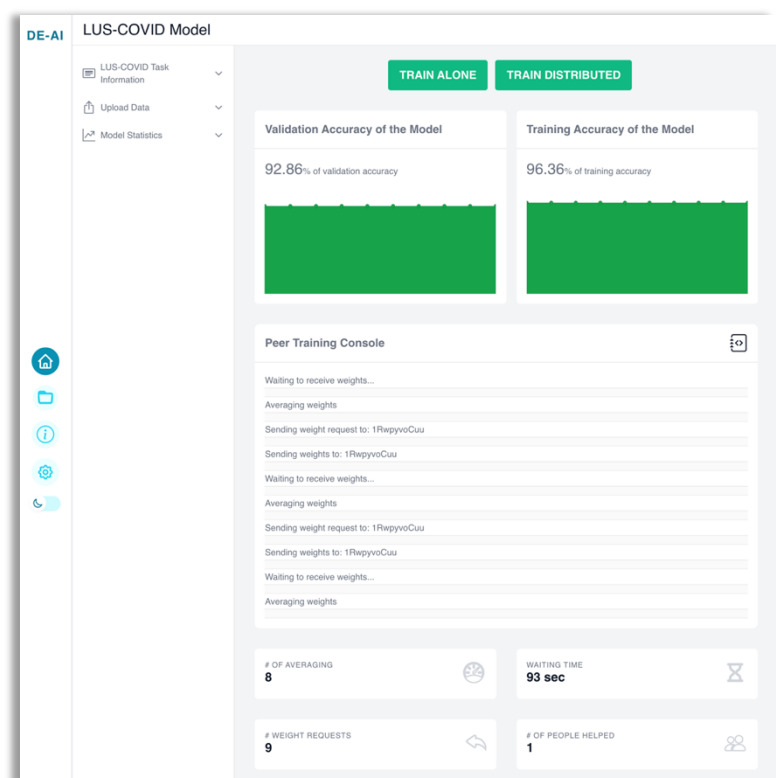 DE-AI
LUS-COVID Model
LUS-COVID Task
Information
Upload Data
Model Statistics
TRAIN ALONE
TRAIN DISTRIBUTED
Validation Accuracy of the Model
92.86% of validation accuracy
Training Accuracy of the Model
96.36% of training accuracy
Peer Training Console
Waiting to receive weights...
Averaging weights
Sending weight request to: 1RwpyvoCuu
Sending weights to: 1RwpyvoCuu
Waiting to receive weights...
Averaging weights
Sending weight request to: 1RwpyvoCuu
Sending weights to: 1RwpyvoCuu
Waiting to receive weights...
Averaging weights
# OF AVERAGING
8
WAITING TIME
93 sec
# WEIGHT REQUESTS
9
# OF PEOPLE HELPED
1